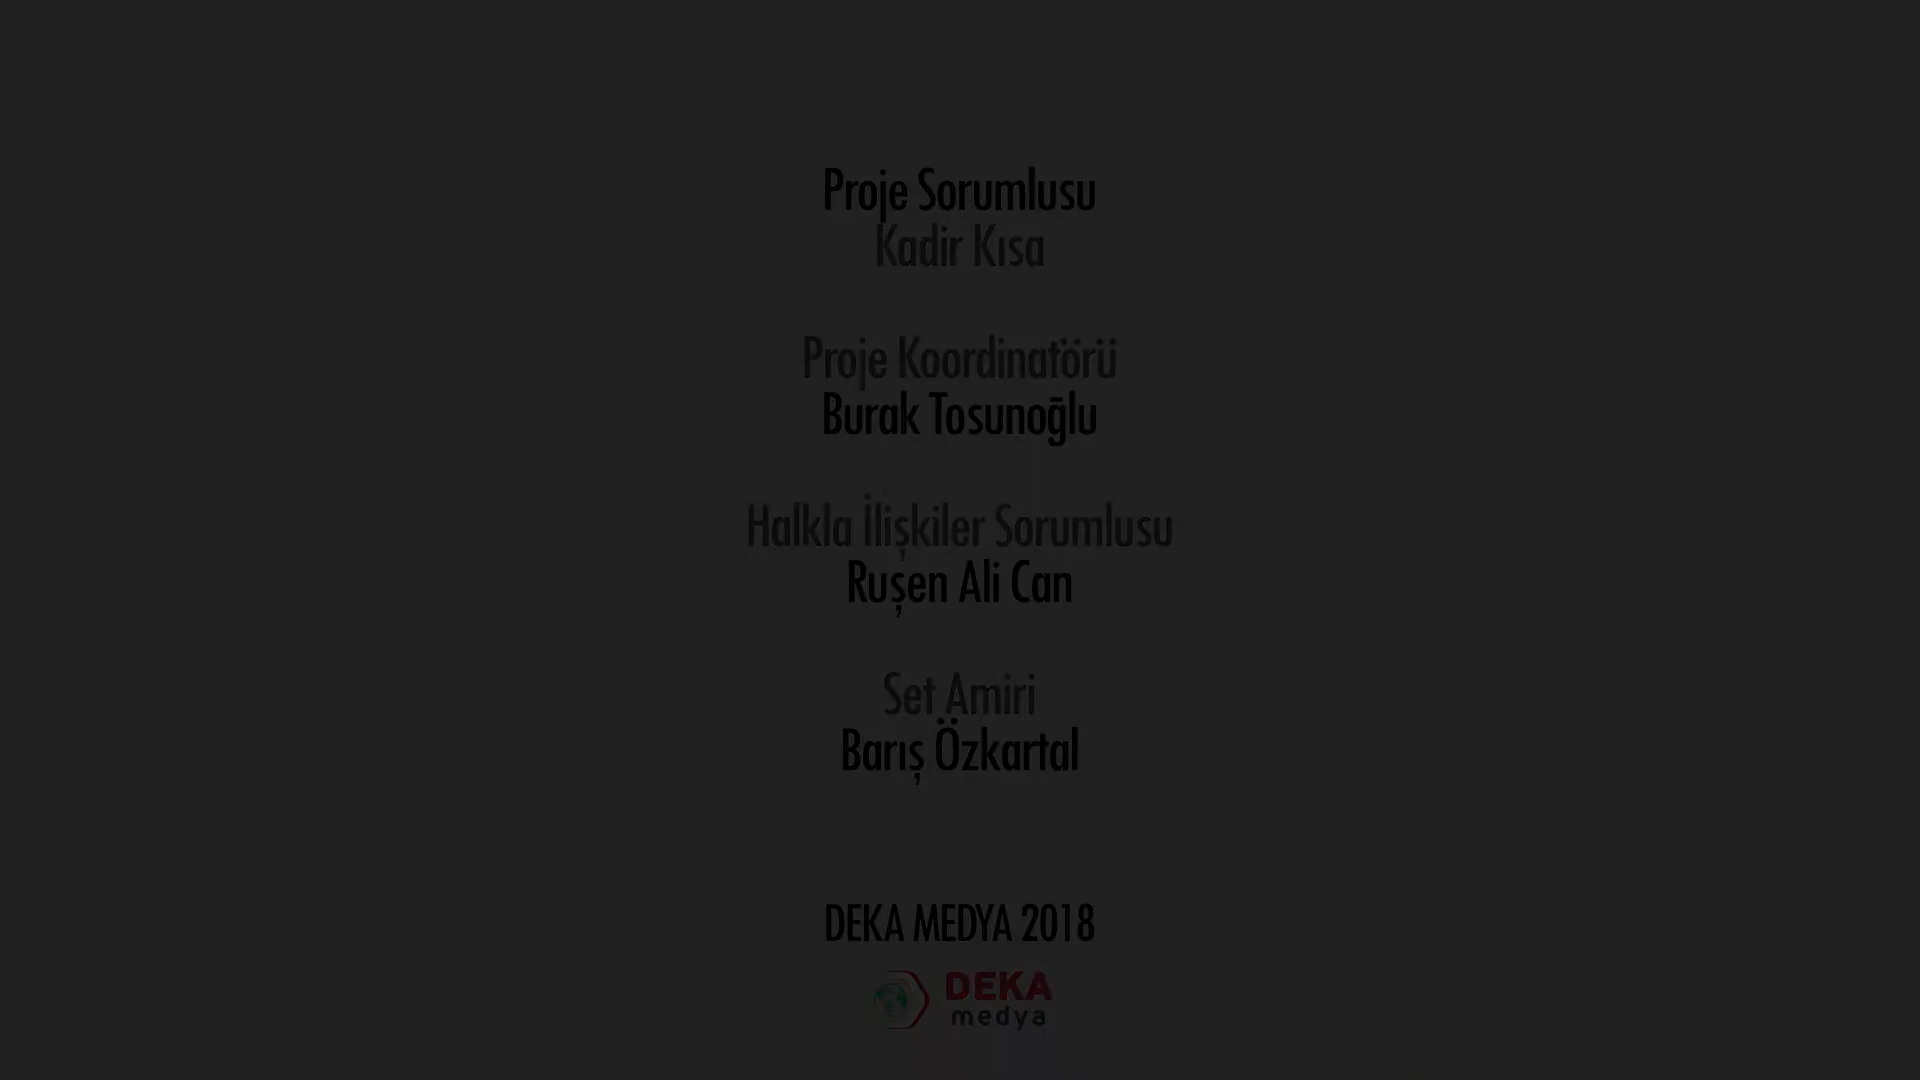 Proje Sorumlusu
Kadir Kısa
Proje Koordinatörü
Burak Tosunoğlu
Halkla İlişkiler Sorumlusu
Ruşen Ali Can
Set Amiri
Barış Özkartal
DEKA MEDYA 2018
DEKA
medya